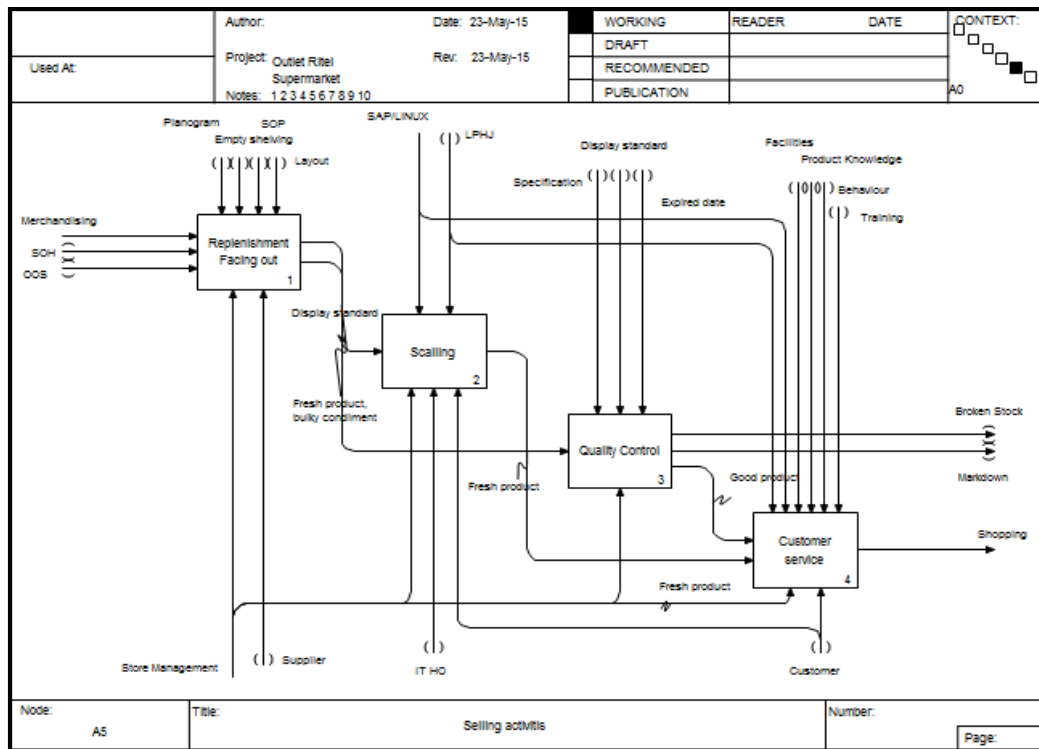 Used At:
Author:
Date: 23-May-15
Project: Outlet Ritel
Supermarket
Rev: 23-May-15
Notes: 1 2 3 4 5 6 7 8 9 10
WORKING
DRAFT
RECOMMENDED
PUBLICATION
READER
DATE
CONTEXT:
A0
Planogram
SOP
Empty shelving
Layout
SAP/LINUX
LPHJ
Display standard
Specification
Expired date
Facilities
Product Knowledge
Behaviour
Training
Merchandising
SOH
OOS
Replenishment
Facing out
1
Display standard
Scalling
2
Fresh product,
bulky condiment
Quality Control
3
Fresh product
Good product
Broken Stock
Markdown
Customer
service
4
Shopping
Fresh product
Store Management
Supplier
IT HO
Customer
Node:
A5
Title:
Selling activitis
Number:
Page: